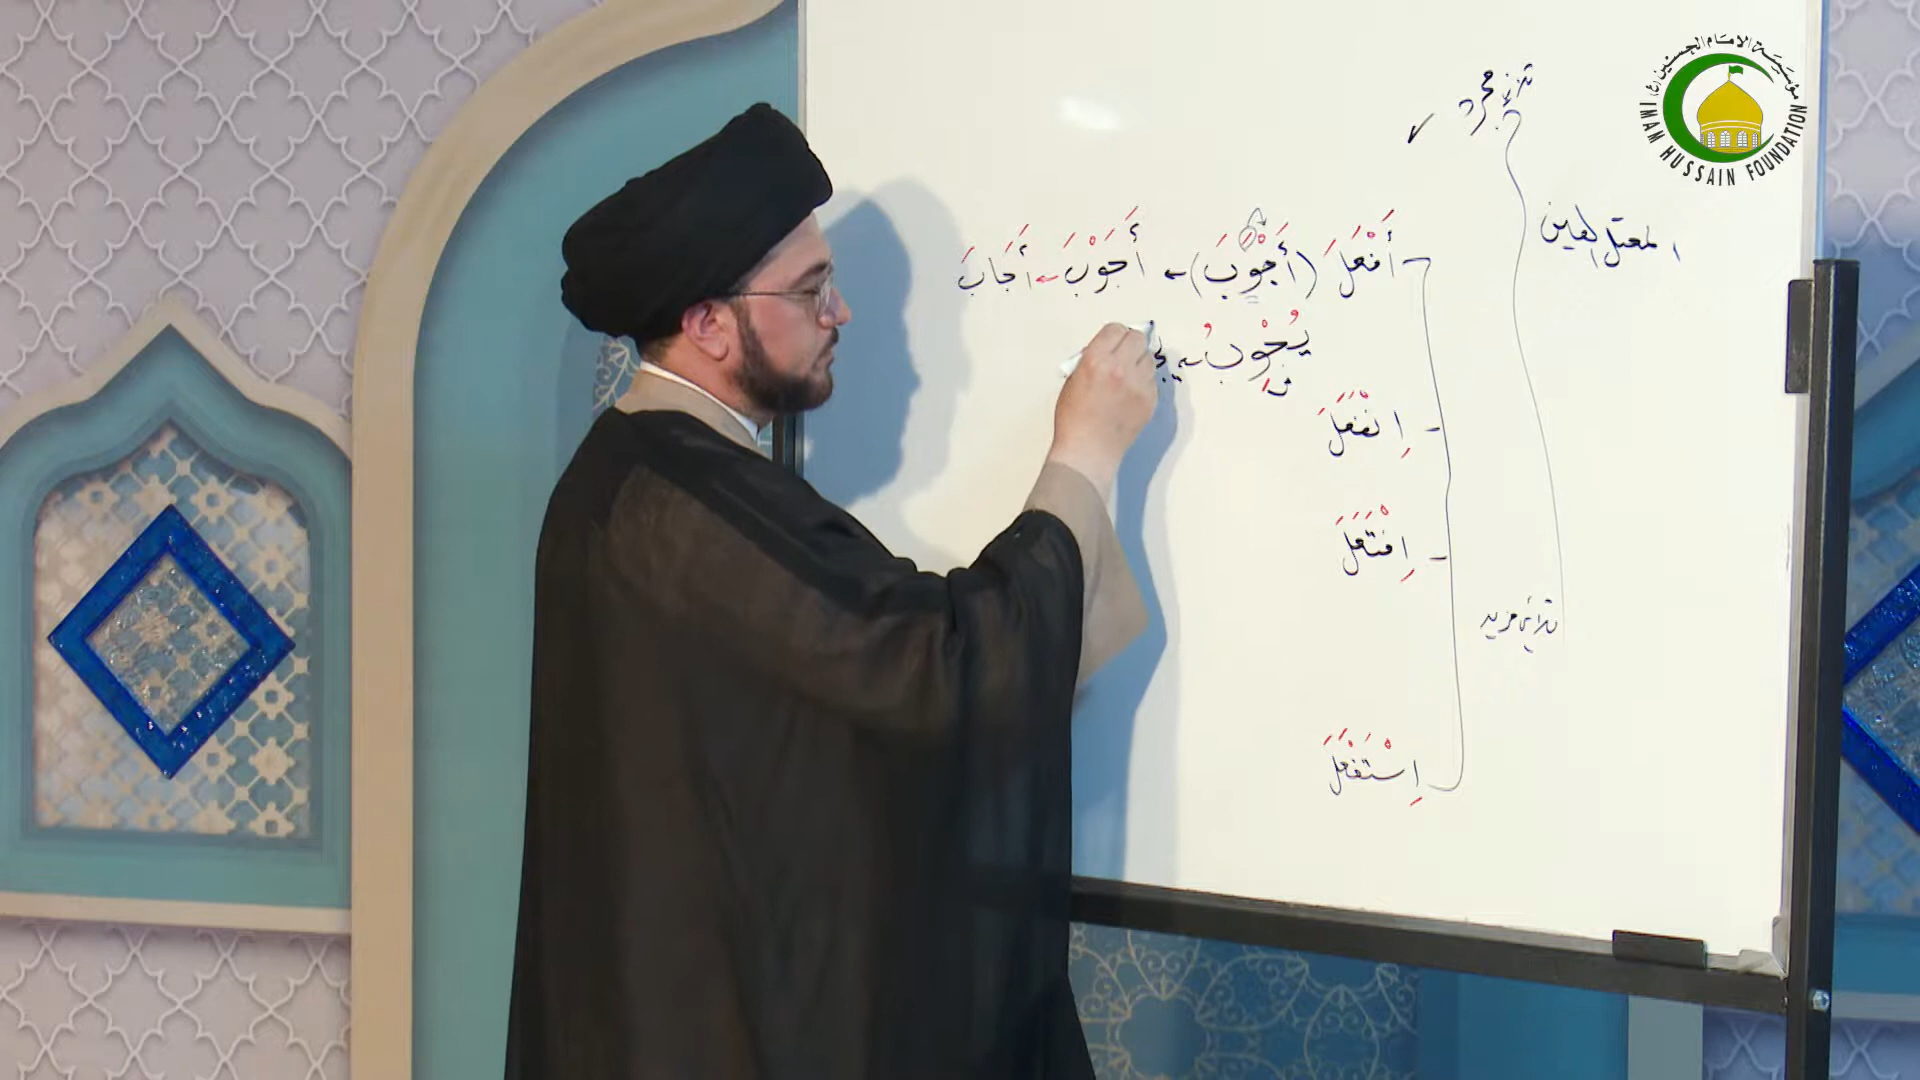 مؤسسة الإمام الحسين (ع)
IMAM HUSSAIN FOUNDATION
ثلاثي مجرد ✓
المعتل العين
أَفْعَلَ (أَجْوَبَ) ← أَجَوْبَ ← أَجَابَ
يُجْوِبُ ←
اِنْفَعَلَ
اِفْتَعَلَ
ثلاثي مزيد
اِسْتَفْعَلَ